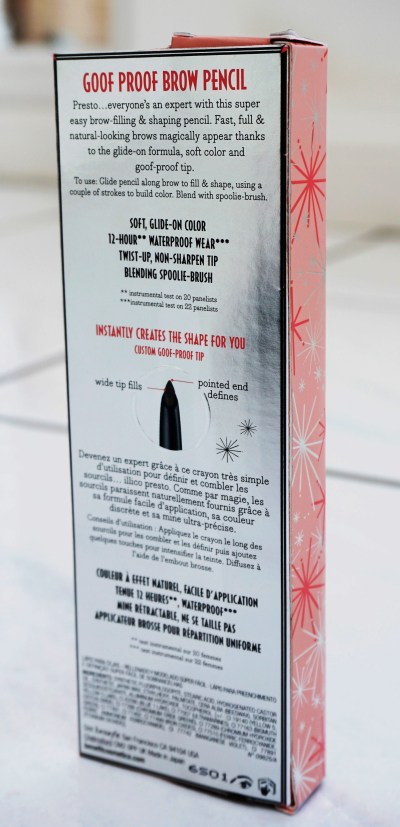 GOOF PROOF BROW PENCIL
Presto...everyone's an expert with this super
easy brow-filling & shaping pencil. Fast, full &
natural-looking brows magically appear thanks
to the glide-on formula, soft color and
goof-proof tip.
To use: Glide pencil along brow to fill & shape, using a
couple of strokes to build color. Blend with spoolie-brush.
SOFT, GLIDE-ON COLOR
12-HOUR** WATERPROOF WEAR***
TWIST-UP, NON-SHARPEN TIP
BLENDING SPOOLIE-BRUSH
** instrumental test on 20 panelists
***instrumental test on 22 panelists
INSTANTLY CREATES THE SHAPE FOR YOU
CUSTOM GOOF-PROOF TIP
wide tip fills
pointed end
defines
Devenez un expert grâce à ce crayon très simple
d'utilisation pour définir et combler les
sourcils... illico presto. Comme par magie, les
sourcils paraissent naturellement fournis grâce à
sa formule facile d'application, sa couleur
discrète et sa mine ultra-précise.
Conseils d'utilisation : Appliquez le crayon le long des
sourcils pour les combler et les définir puis ajoutez
quelques touches pour intensifier la teinte. Diffusez à
l'aide de l'embout brosse.
COULEUR À EFFET NATUREL, FACILE D'APPLICATION
TENUE 12 HEURES**, WATERPROOF***
MINE RÉTRACTABLE, NE SE TAILLE PAS
APPLICATEUR BROSSE POUR RÉPARTITION UNIFORME
San Francisco CA 94104 USA
Made in Japan
6S01